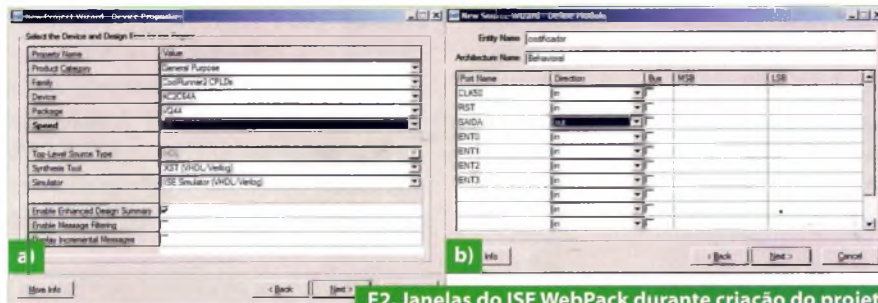 New Project Wizard - Device Properties
Select the Device and Design
Property Name Value
Product Category General Purpose
Family CoolRunner2 CPLDs
Device XC2C64A
Package VQ44
Speed
Top-Level Source Type HDL
Synthesis Tool XST (VHDL/Verilog)
Simulator ISE Simulator (VHDL/Verilog)
Enable Enhanced Design Summary
Enable Message Filtering
Display Incremental Messages
a)
More Info < Back Next >
New Source Wizard - Define Module
Entity Name codificador
Architecture Name Behavioral
Port Name Direction Bus MSB LSB
CLK50 in
RST in
SAIDA out
ENT0 in
ENT1 in
ENT2 in
ENT3 in
in
in
in
b)
Info < Back Next > Cancel
F2. Janelas do ISE WebPack durante criação do projet